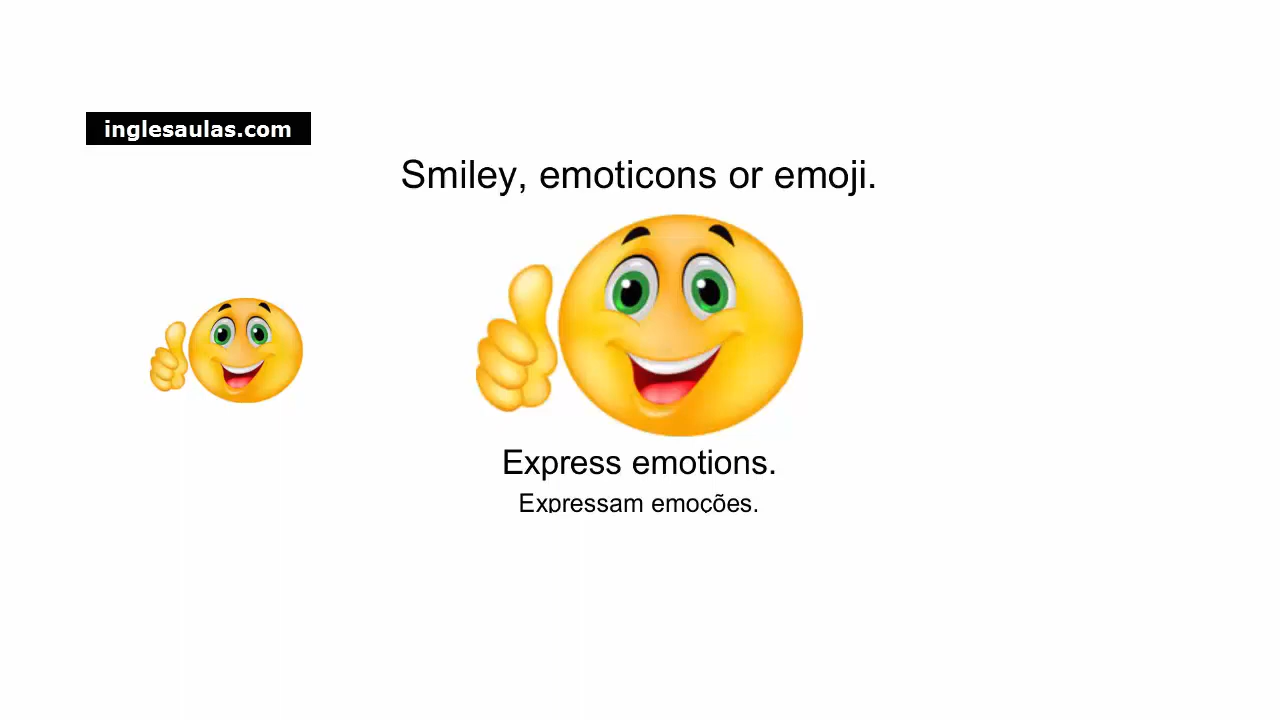 inglesaulas.com
Smiley, emoticons or emoji.
Express emotions.
Expressam emoções.